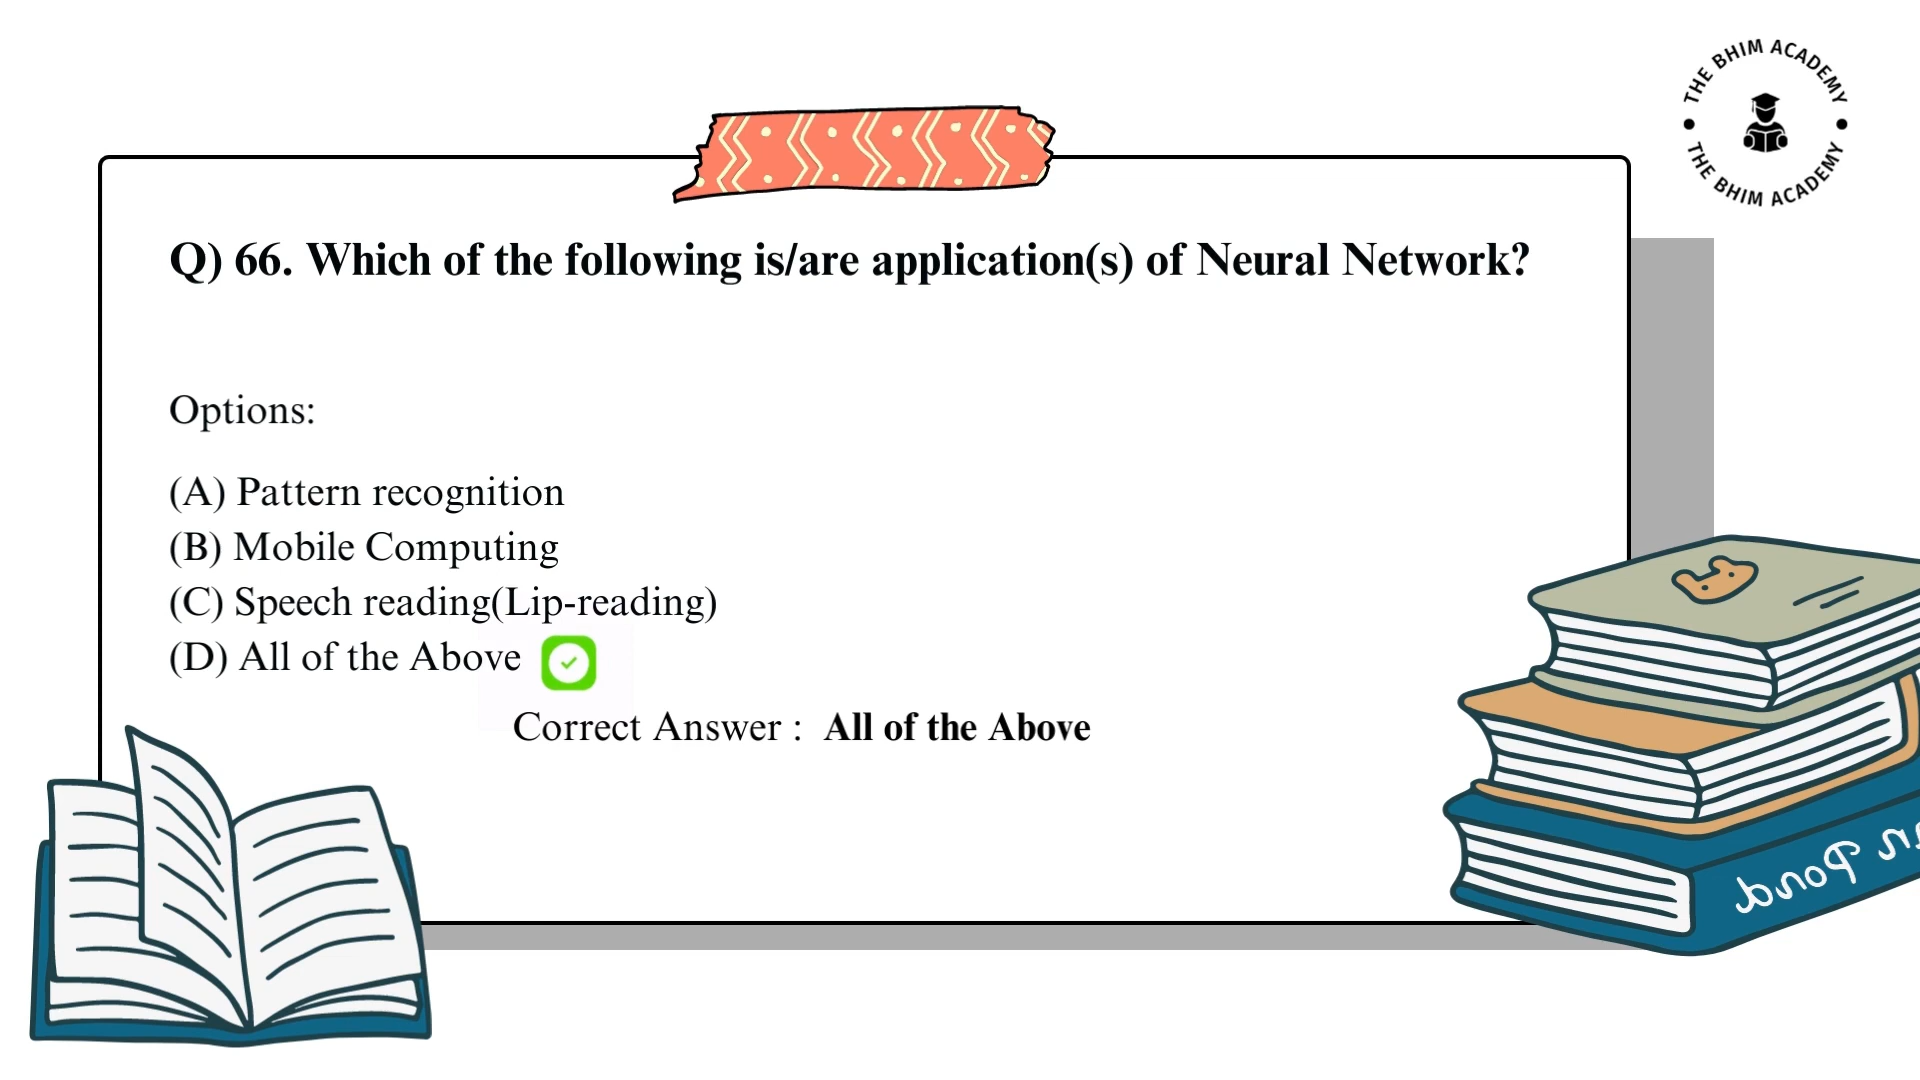 THE BHIM ACADEMY
THE BHIM ACADEMY
Q) 66. Which of the following is/are application(s) of Neural Network?
Options:
(A) Pattern recognition
(B) Mobile Computing
(C) Speech reading(Lip-reading)
(D) All of the Above
Correct Answer : All of the Above